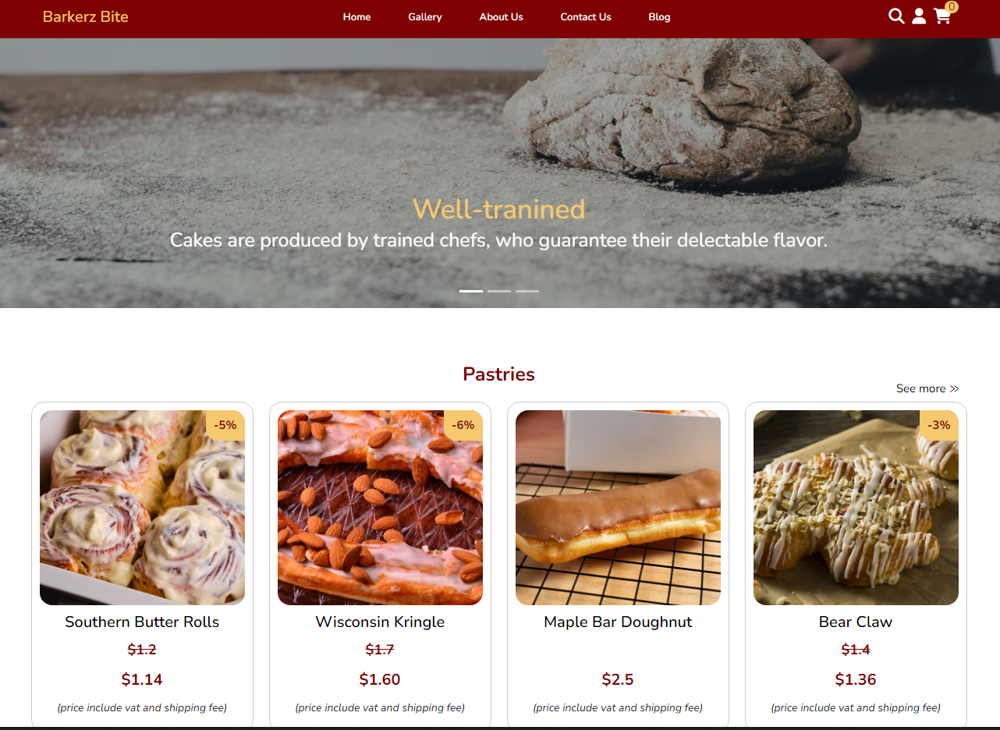 Barkerz Bite Home Gallery About Us Contact Us Blog 0
Well-tranined
Cakes are produced by trained chefs, who guarantee their delectable flavor.
Pastries
See more >>
-5% -6% -3%
Southern Butter Rolls Wisconsin Kringle Maple Bar Doughnut Bear Claw
$1.2 $1.7 $1.4
$1.14 $1.60 $2.5 $1.36
(price include vat and shipping fee) (price include vat and shipping fee) (price include vat and shipping fee) (price include vat and shipping fee)